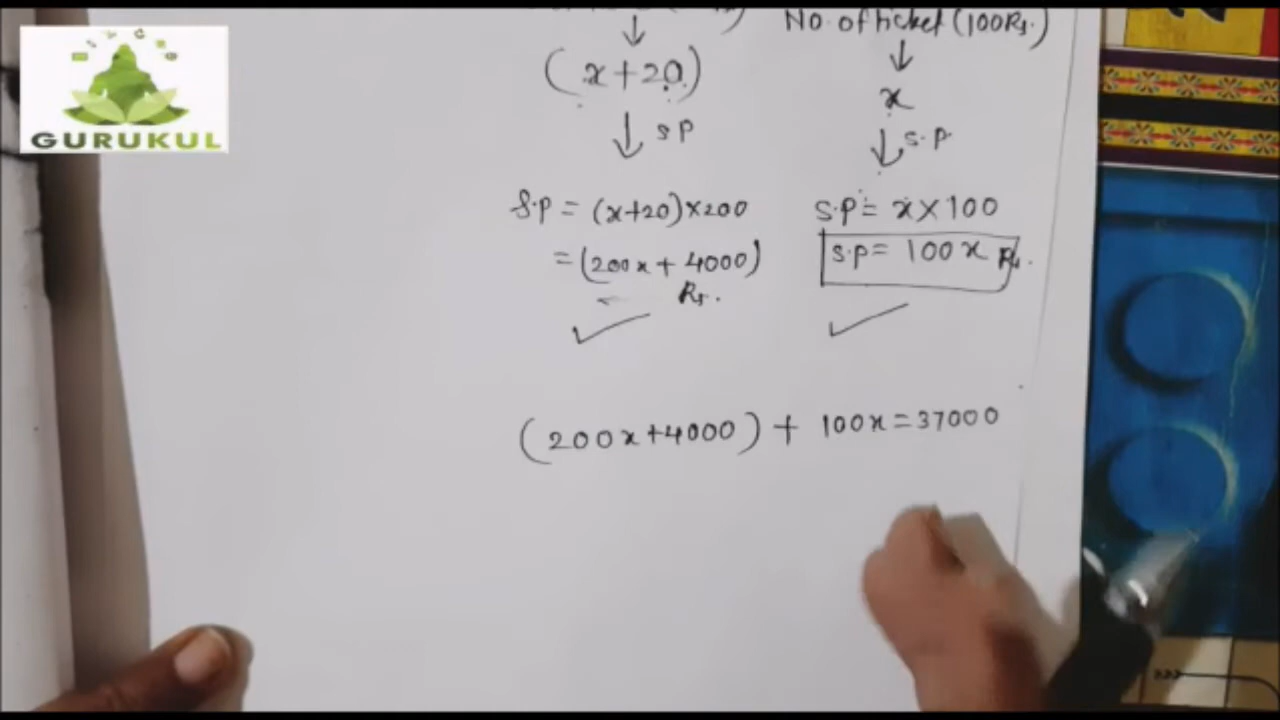 GURUKUL
No. of ticket (100Rs.)
(x+20)
x
S P
S.P
S.P = (x+20)×200
= (200x + 4000)
Rs.
S.P = x × 100
S.P = 100x Rs.
(200x+4000) + 100x = 37000